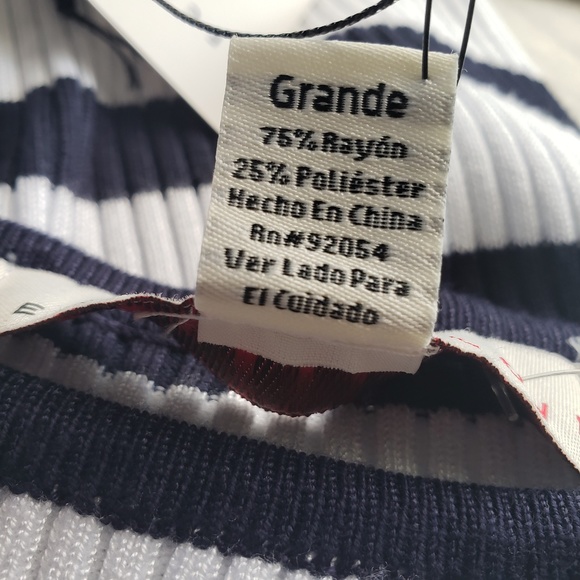 Grande
75% Rayón
25% Poliéster
Hecho En China
Rn#92054
Ver Lado Para
El Cuidado